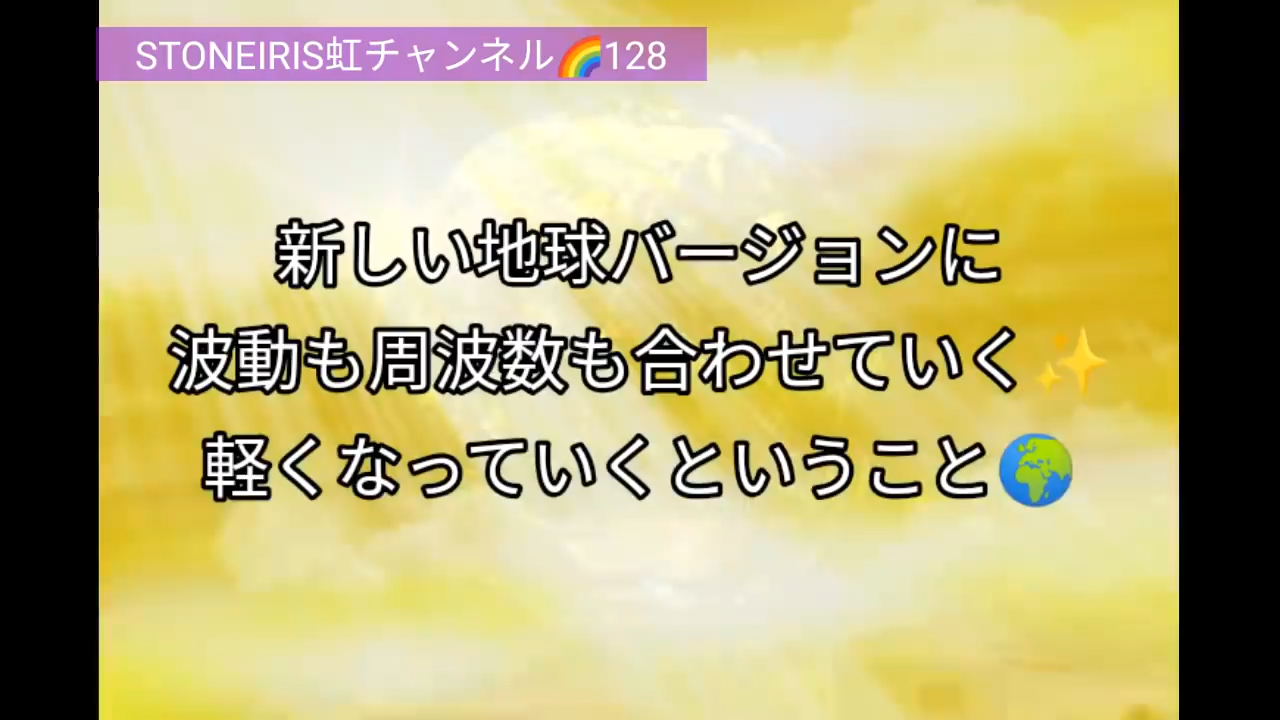 STONEIRIS虹チャンネル🌈128
新しい地球バージョンに
波動も周波数も合わせていく✨
軽くなっていくということ🌍